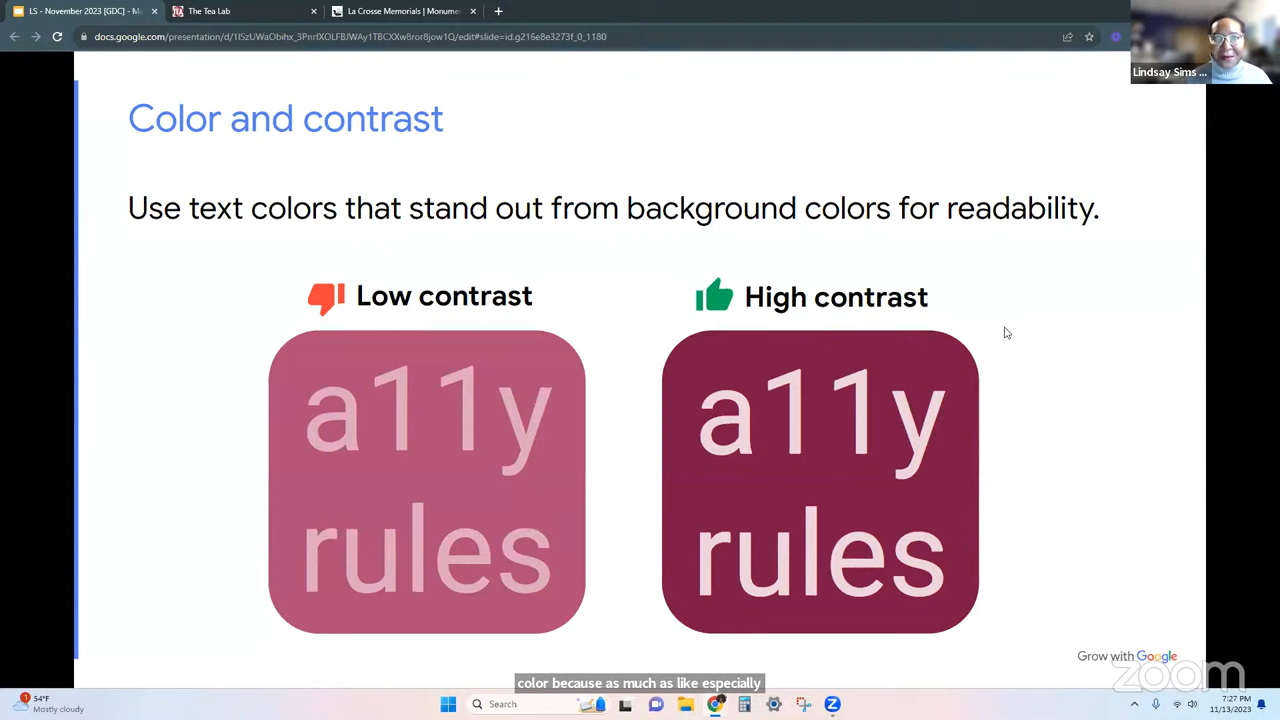 LS - November 2023 [GDC] - M
The Tea Lab
La Crosse Memorials | Monume
docs.google.com/presentation/d/1ISzUWaObihx_3PnrfXOLFBJWAy1TBCXXw8ror8jow1Q/edit#slide=id.g216e8e3273f_0_1180
Lindsay Sims ...
Color and contrast
Use text colors that stand out from background colors for readability.
Low contrast
High contrast
a11y
rules
a11y
rules
Grow with Google
zoom
color because as much as like especially
1
54°F
Mostly cloudy
Search
7:27 PM
11/13/2023